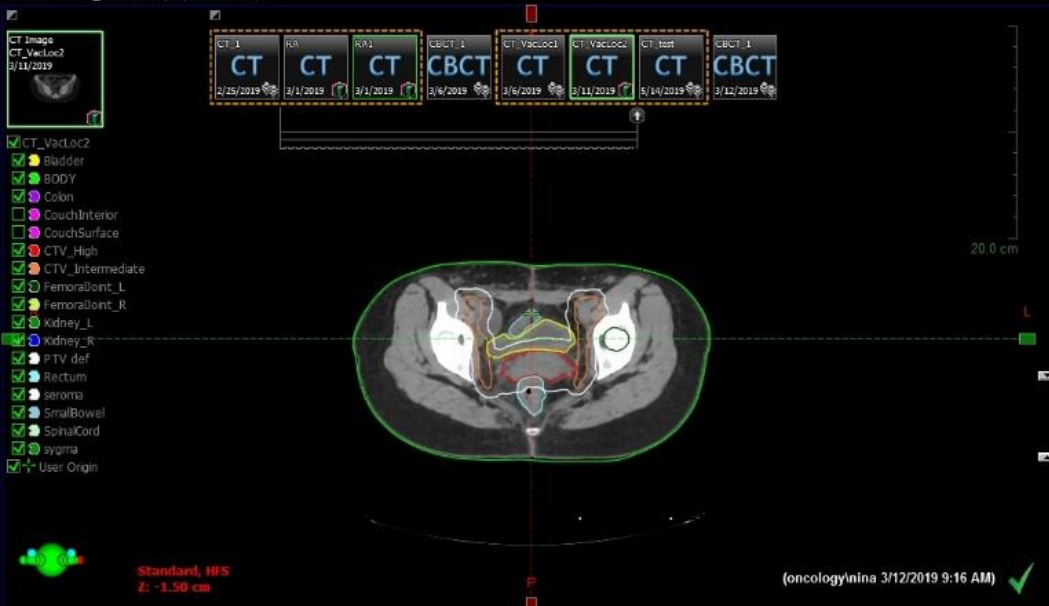 CT Image
CT_VacLoc2
3/11/2019
CT_1
CT
2/25/2019
RA
CT
3/1/2019
RA1
CT
3/1/2019
CBCT_1
CBCT
3/6/2019
CT_VacLoc1
CT
3/6/2019
CT_VacLoc2
CT
3/11/2019
CT_test
CT
5/14/2019
CBCT_1
CBCT
3/12/2019
CT_VacLoc2
Bladder
BODY
Colon
CouchInterior
CouchSurface
CTV_High
CTV_Intermediate
FemoralJoint_L
FemoralJoint_R
Kidney_L
Kidney_R
PTV def
Rectum
seroma
SmallBowel
SpinalCord
sygma
User Origin
20.0 cm
L
P
Standard, HFS
Z: -1.50 cm
(oncology\nina 3/12/2019 9:16 AM)